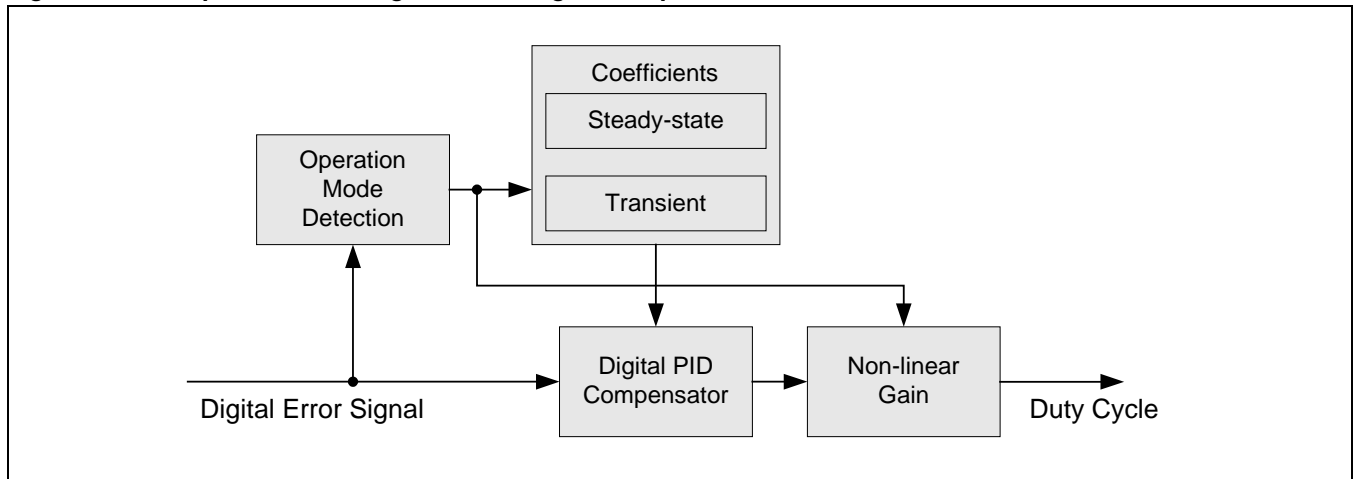 Coefficients
Steady-state
Operation
Mode
Detection
Transient
Digital PID
Compensator
Non-linear
Gain
Digital Error Signal
Duty Cycle